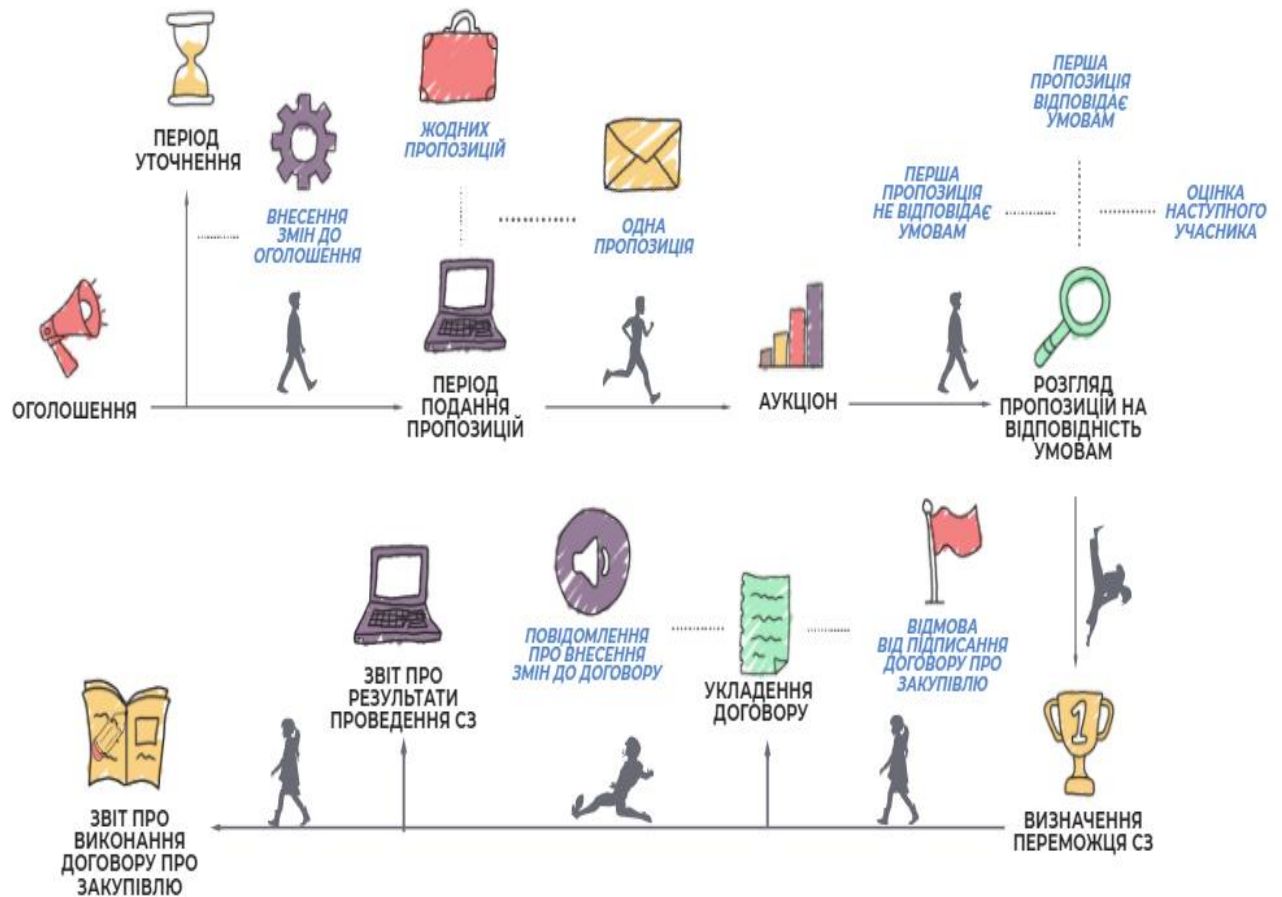 ПЕРІОД
УТОЧНЕННЯ
ВНЕСЕННЯ
ЗМІН ДО
ОГОЛОШЕННЯ
ЖОДНИХ
ПРОПОЗИЦІЙ
ОДНА
ПРОПОЗИЦІЯ
ПЕРША
ПРОПОЗИЦІЯ
ВІДПОВІДАЄ
УМОВАМ
ПЕРША
ПРОПОЗИЦІЯ
НЕ ВІДПОВІДАЄ
УМОВАМ
ОЦІНКА
НАСТУПНОГО
УЧАСНИКА
ОГОЛОШЕННЯ
ПЕРІОД
ПОДАННЯ
ПРОПОЗИЦІЙ
АУКЦІОН
РОЗГЛЯД
ПРОПОЗИЦІЙ НА
ВІДПОВІДНІСТЬ
УМОВАМ
ЗВІТ ПРО
РЕЗУЛЬТАТИ
ПРОВЕДЕННЯ СЗ
ПОВІДОМЛЕННЯ
ПРО ВНЕСЕННЯ
ЗМІН ДО ДОГОВОРУ
УКЛАДЕННЯ
ДОГОВОРУ
ВІДМОВА
ВІД ПІДПИСАННЯ
ДОГОВОРУ ПРО
ЗАКУПІВЛЮ
1
ЗВІТ ПРО
ВИКОНАННЯ
ДОГОВОРУ ПРО
ЗАКУПІВЛЮ
ВИЗНАЧЕННЯ
ПЕРЕМОЖЦЯ СЗ